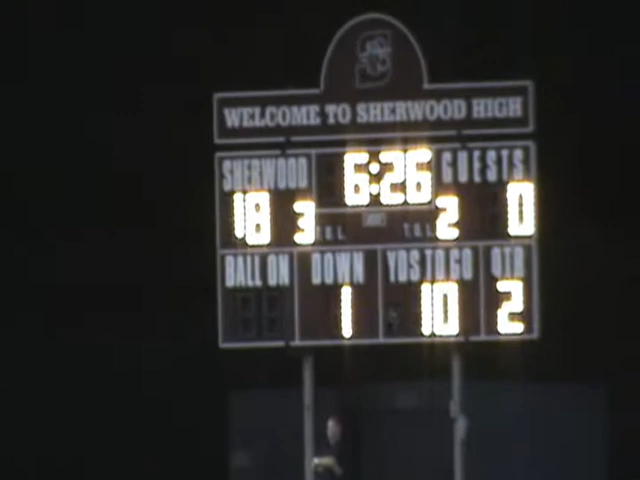 S
WELCOME TO SHERWOOD HIGH
SHERWOOD 6:26 GUESTS
18 3 T.O.L. T.O.L. 2 0
BALL ON DOWN YDS TO GO QTR
1 10 2